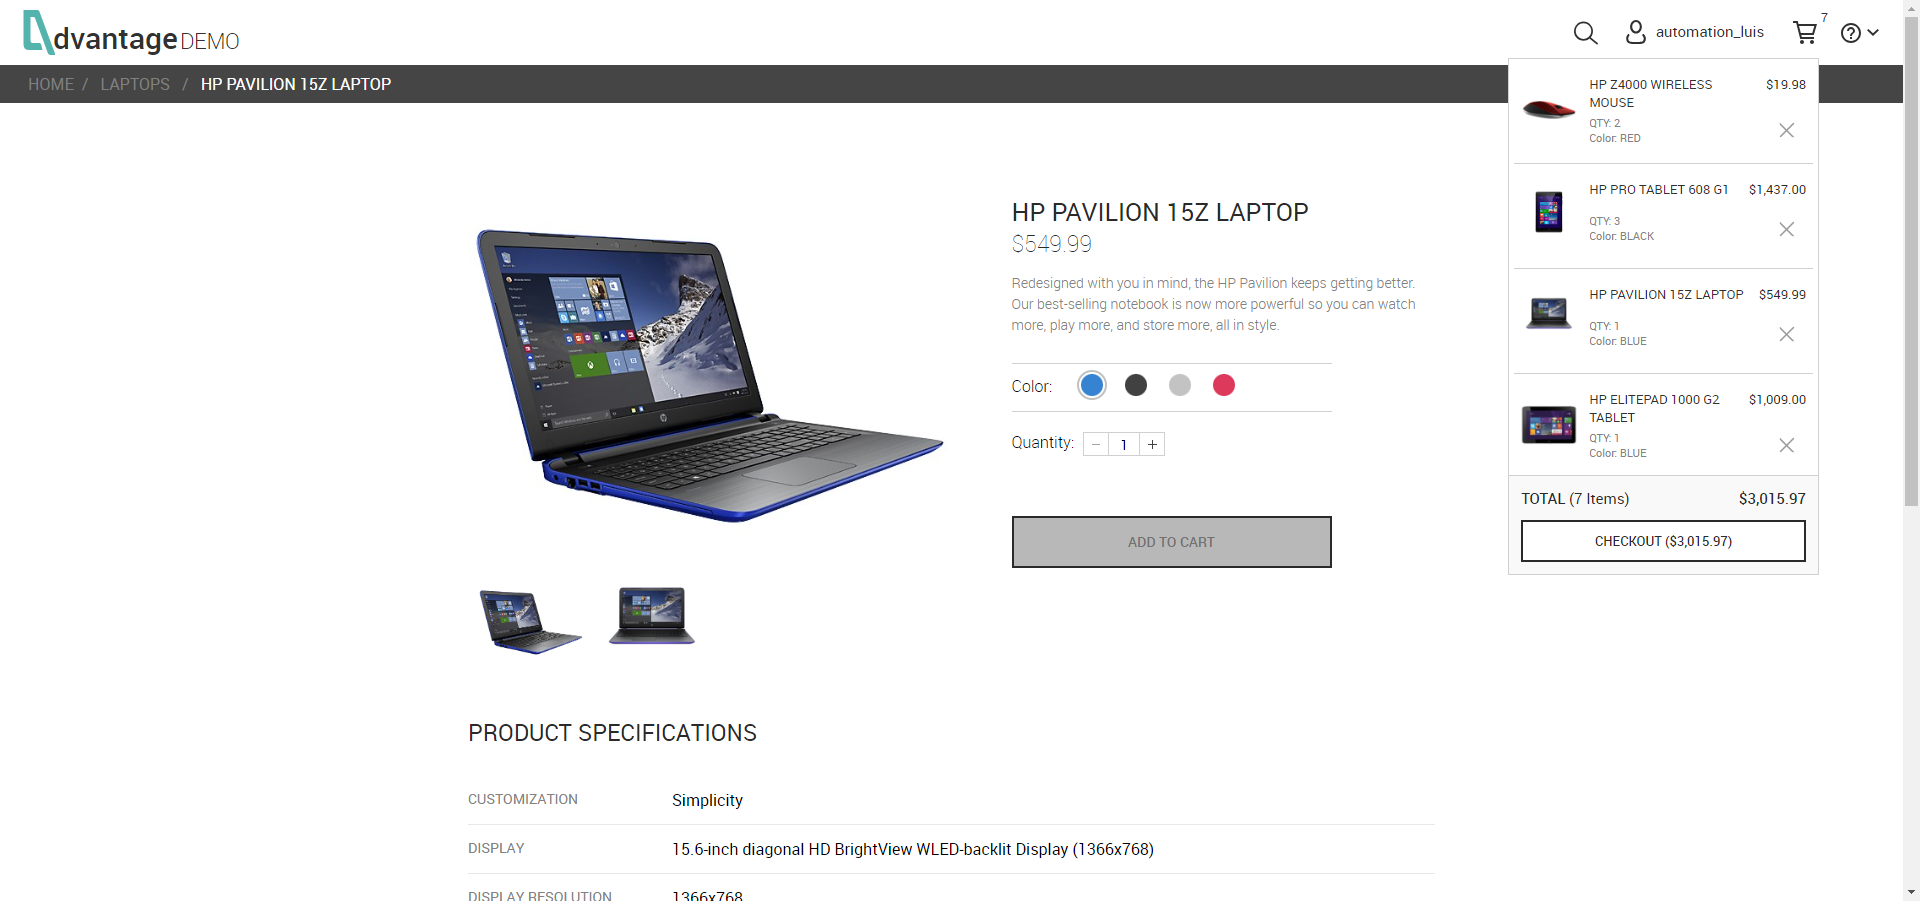 dvantage DEMO
automation_luis
7
HOME / LAPTOPS / HP PAVILION 15Z LAPTOP
HP Z4000 WIRELESS MOUSE $19.98
QTY: 2
Color: RED
HP PRO TABLET 608 G1 $1,437.00
QTY: 3
Color: BLACK
HP PAVILION 15Z LAPTOP $549.99
QTY: 1
Color: BLUE
HP ELITEPAD 1000 G2 TABLET $1,009.00
QTY: 1
Color: BLUE
TOTAL (7 Items) $3,015.97
CHECKOUT ($3,015.97)
HP PAVILION 15Z LAPTOP
$549.99
Redesigned with you in mind, the HP Pavilion keeps getting better.
Our best-selling notebook is now more powerful so you can watch
more, play more, and store more, all in style.
Color:
Quantity: − 1 +
ADD TO CART
PRODUCT SPECIFICATIONS
CUSTOMIZATION Simplicity
DISPLAY 15.6-inch diagonal HD BrightView WLED-backlit Display (1366x768)
DISPLAY RESOLUTION 1366x768